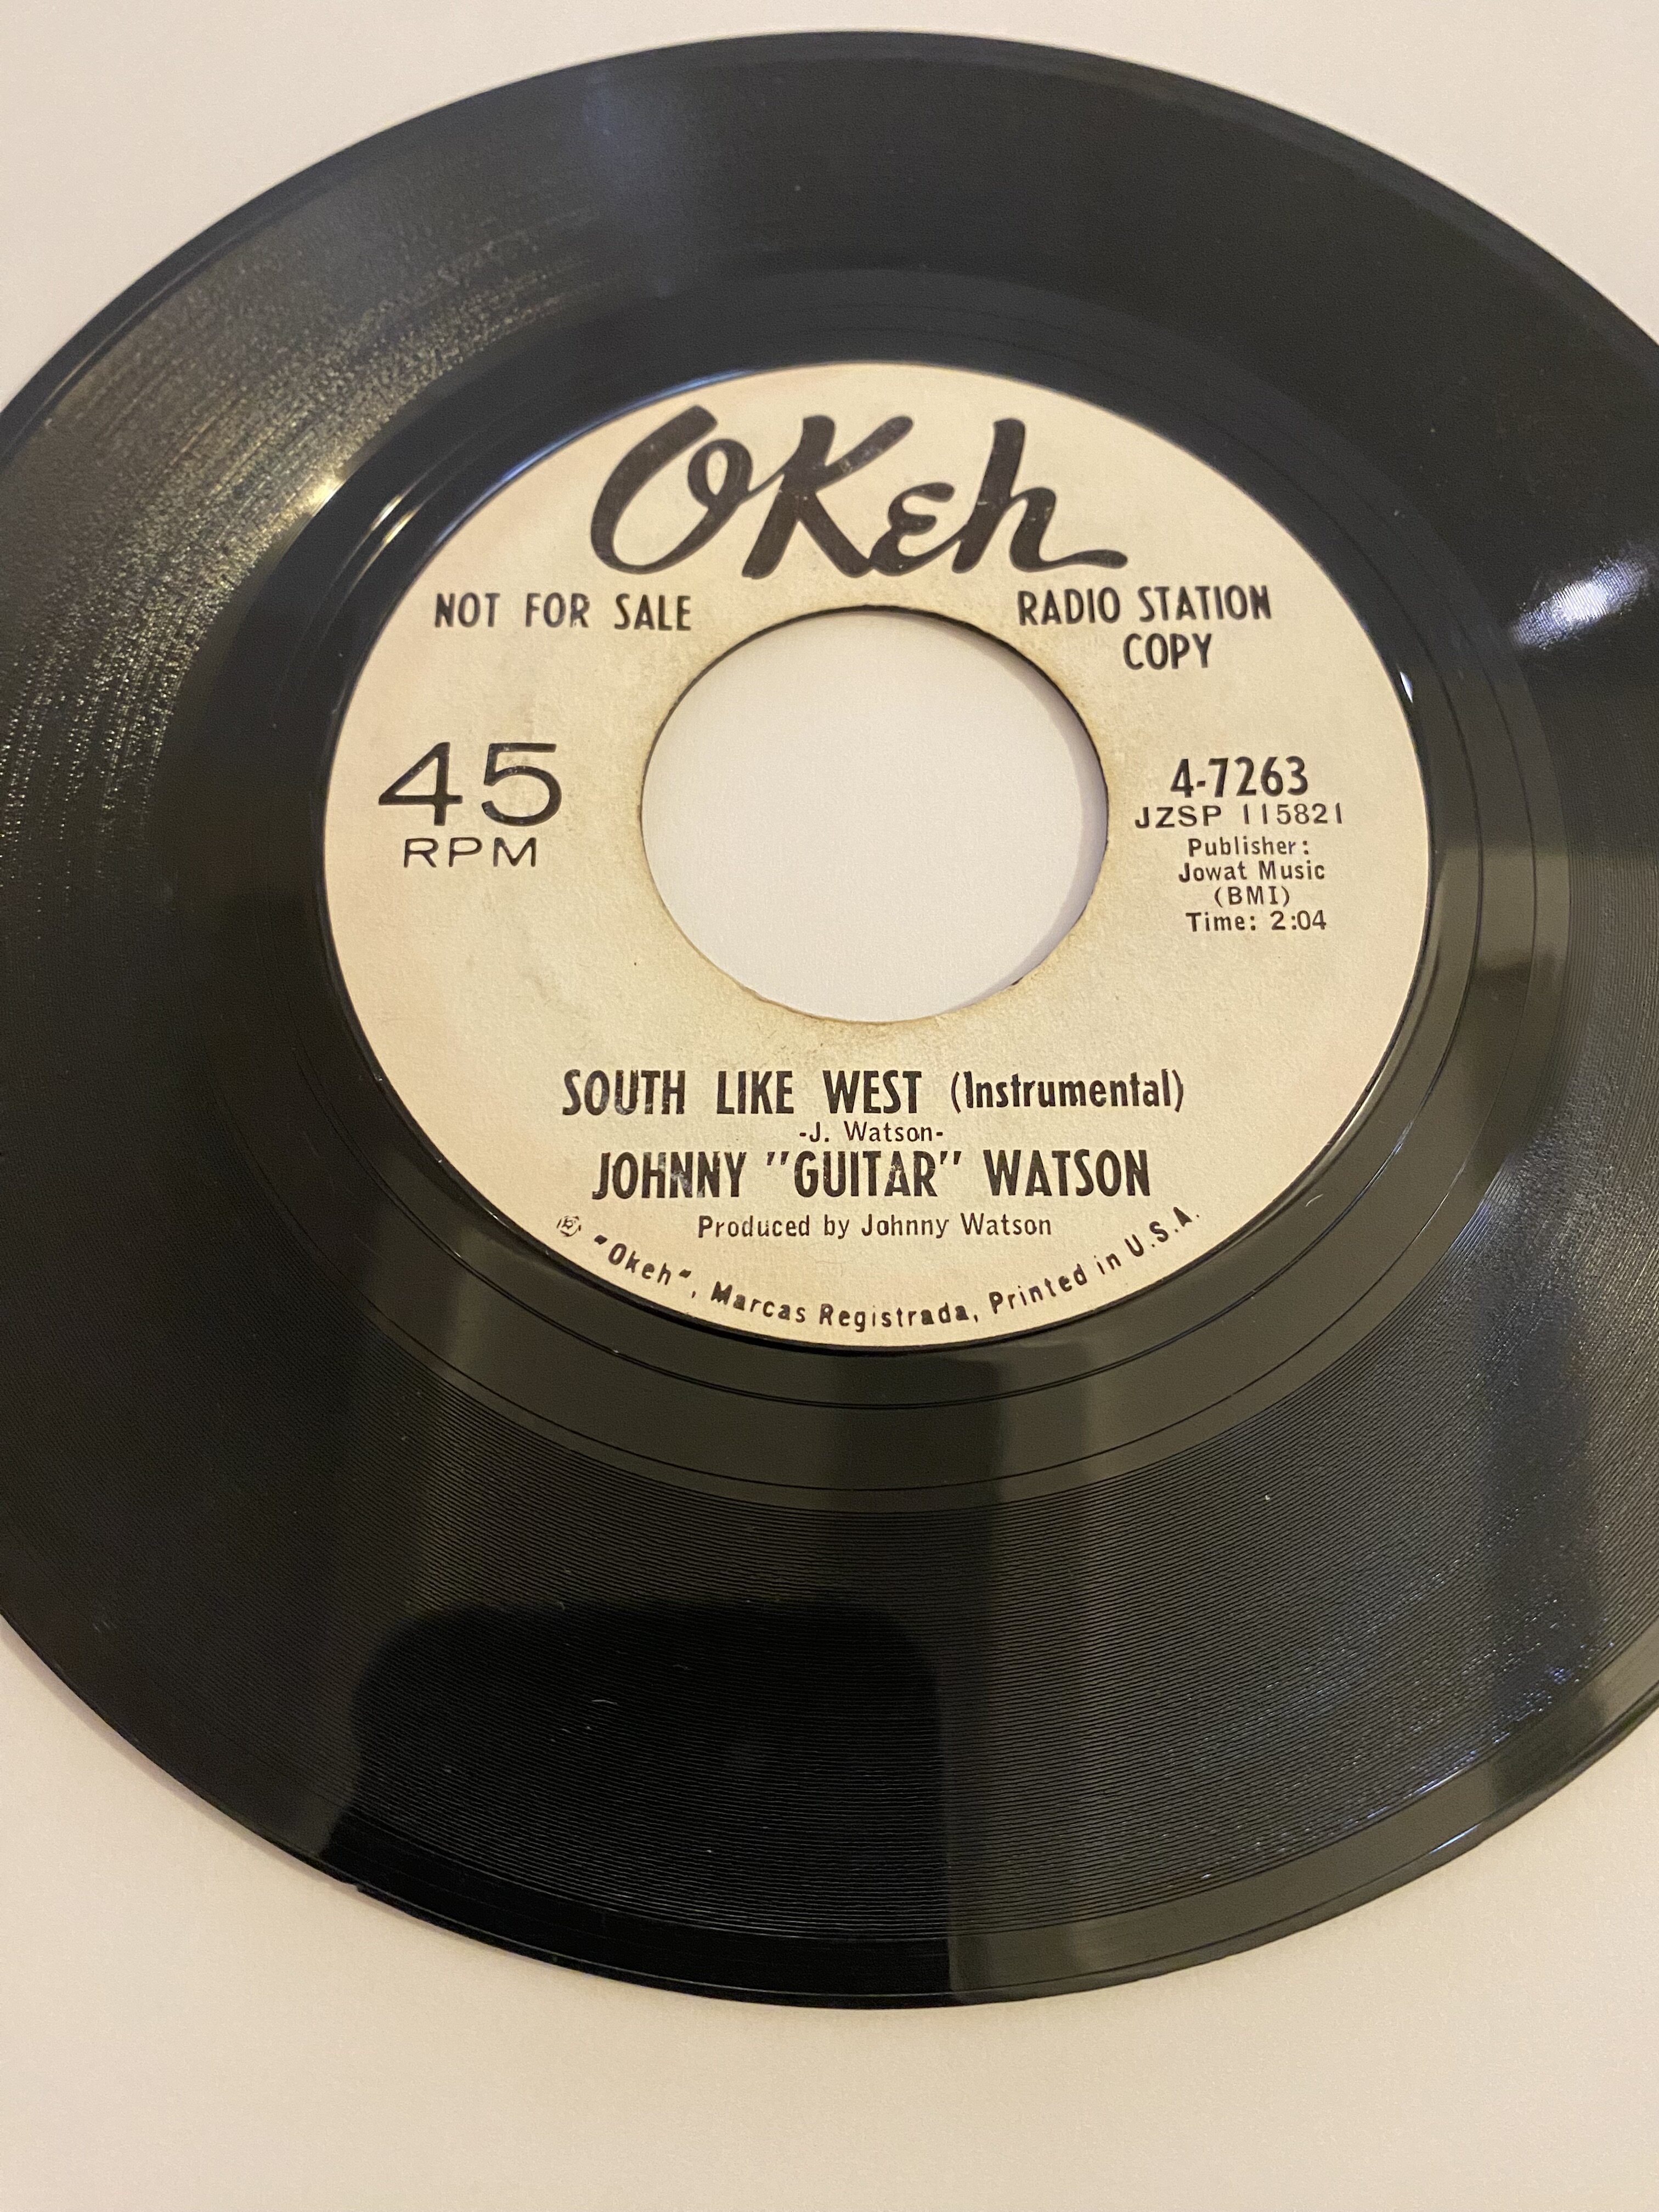 OKeh
NOT FOR SALE
RADIO STATION
COPY
45
RPM
4-7263
JZSP 115821
Publisher:
Jowat Music
(BMI)
Time: 2:04
SOUTH LIKE WEST (Instrumental)
-J. Watson-
JOHNNY "GUITAR" WATSON
Produced by Johnny Watson
"Okeh", Marcas Registrada, Printed in U.S.A.